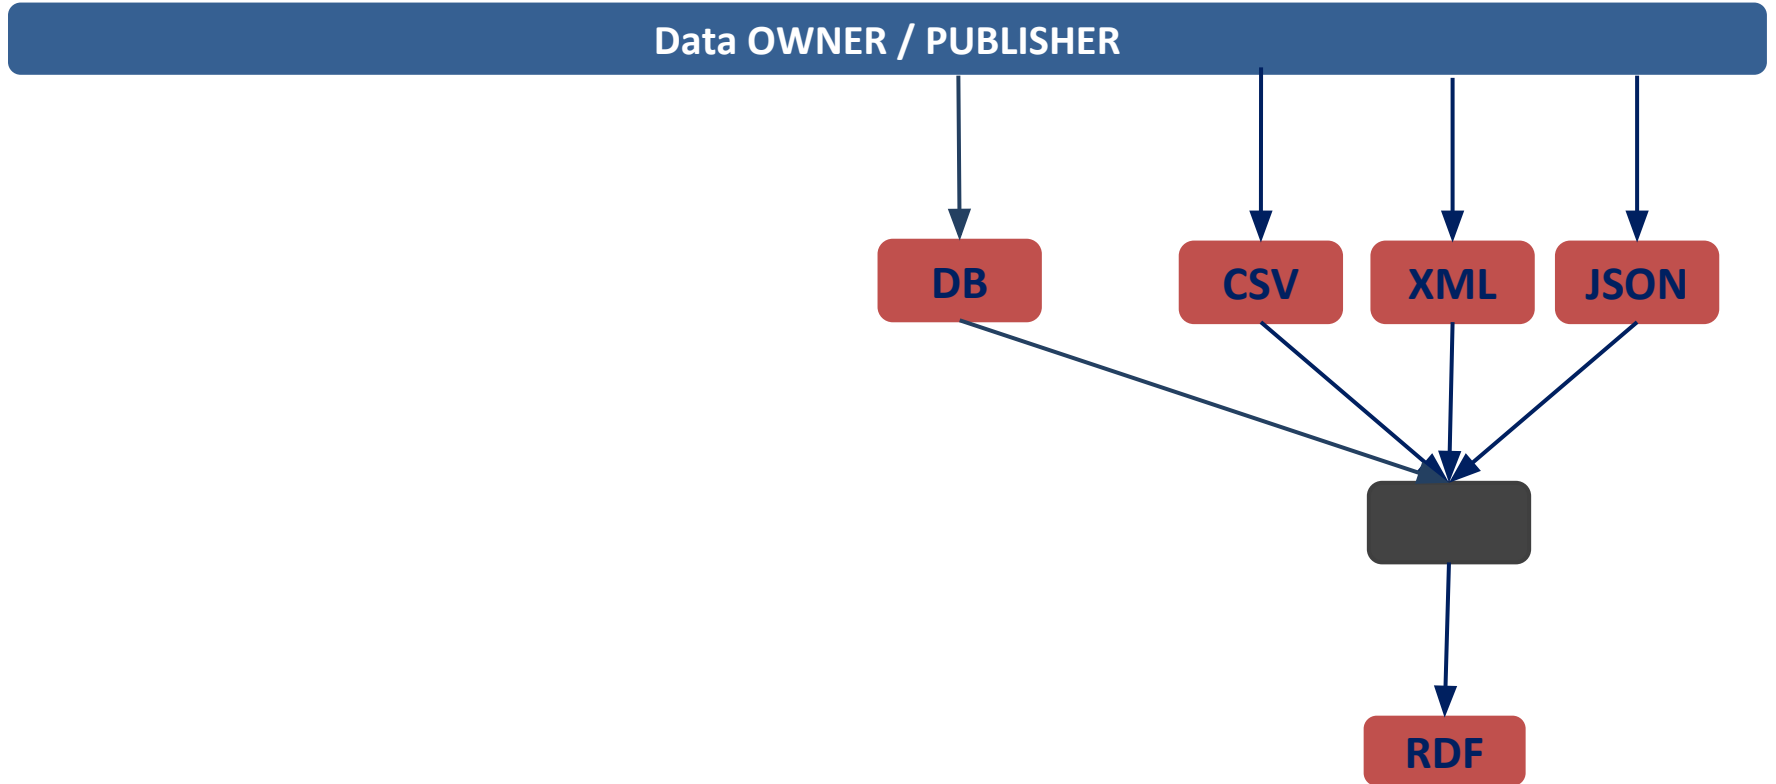 Data OWNER / PUBLISHER
DB
CSV
XML
JSON
RDF